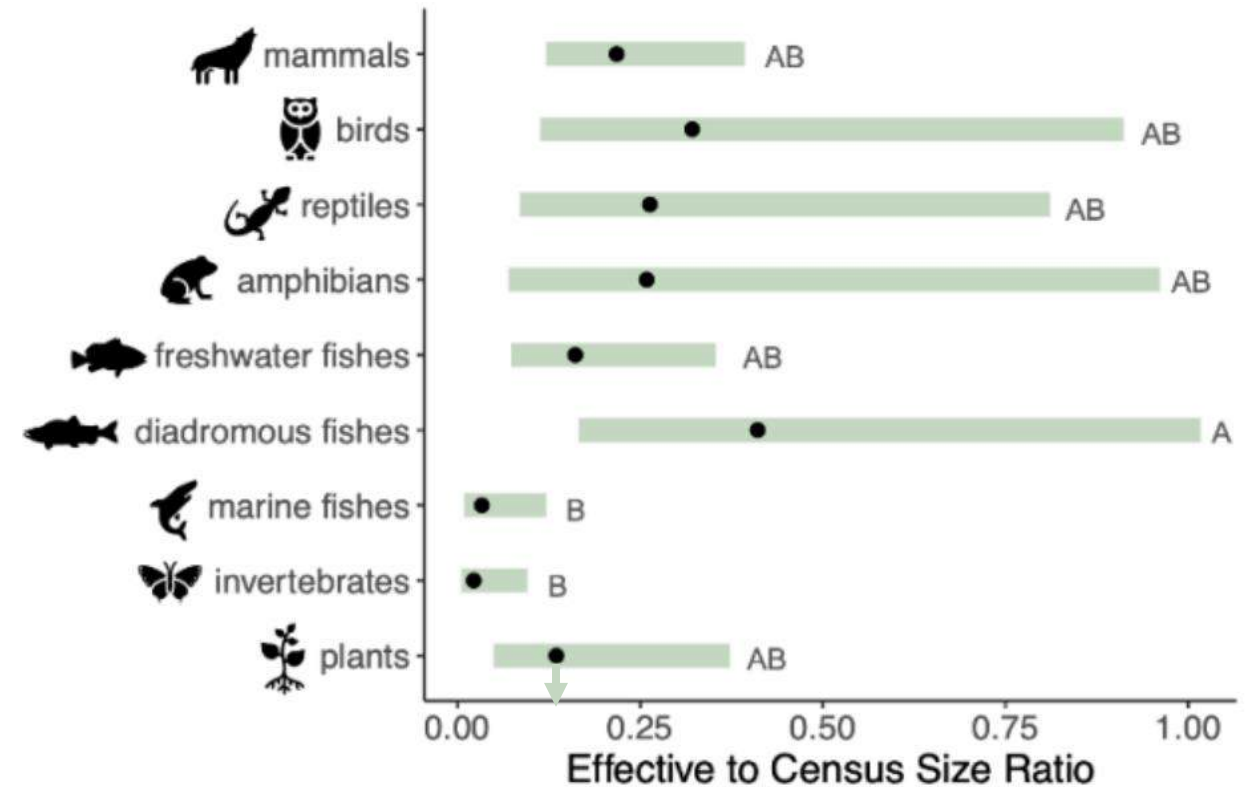 mammals AB
birds AB
reptiles AB
amphibians AB
freshwater fishes AB
diadromous fishes A
marine fishes B
invertebrates B
plants AB
0.00 0.25 0.50 0.75 1.00
Effective to Census Size Ratio